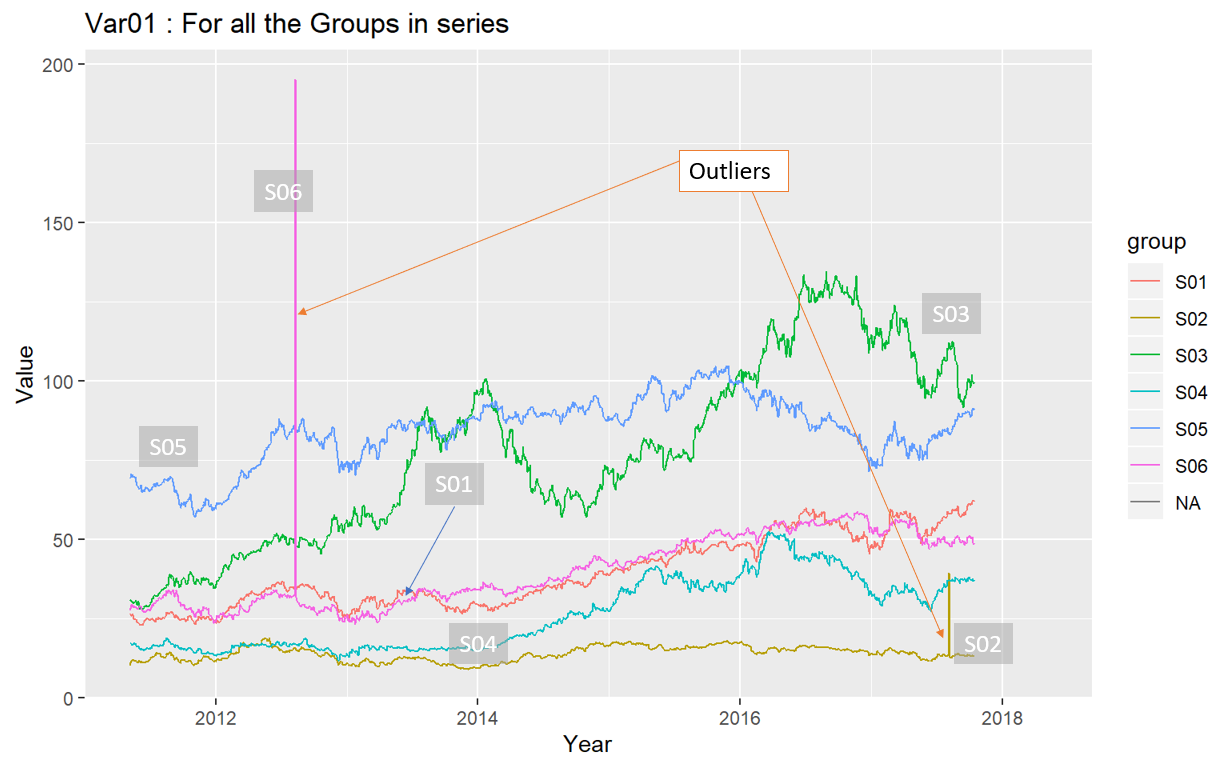 Var01 : For all the Groups in series
Value
200
150
100
50
0
S06
Outliers
S03
S05
S01
S04
S02
2012
2014
2016
2018
Year
group
S01
S02
S03
S04
S05
S06
NA